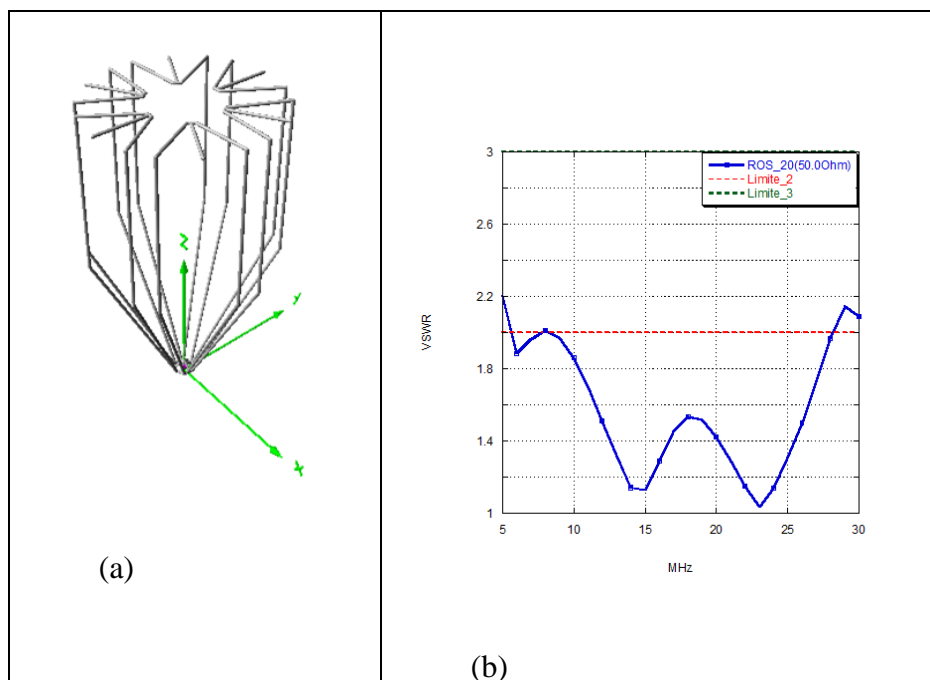 Z
Y
X
(a)
3
2.6
2.2
1.8
1.4
1
VSWR
ROS_20(50.0Ohm)
Limite_2
Limite_3
5 10 15 20 25 30
MHz
(b)